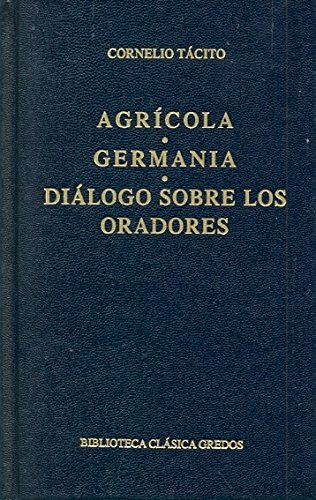 CORNELIO TÁCITO
AGRÍCOLA
•
GERMANIA
•
DIÁLOGO SOBRE LOS
ORADORES
BIBLIOTECA CLÁSICA GREDOS